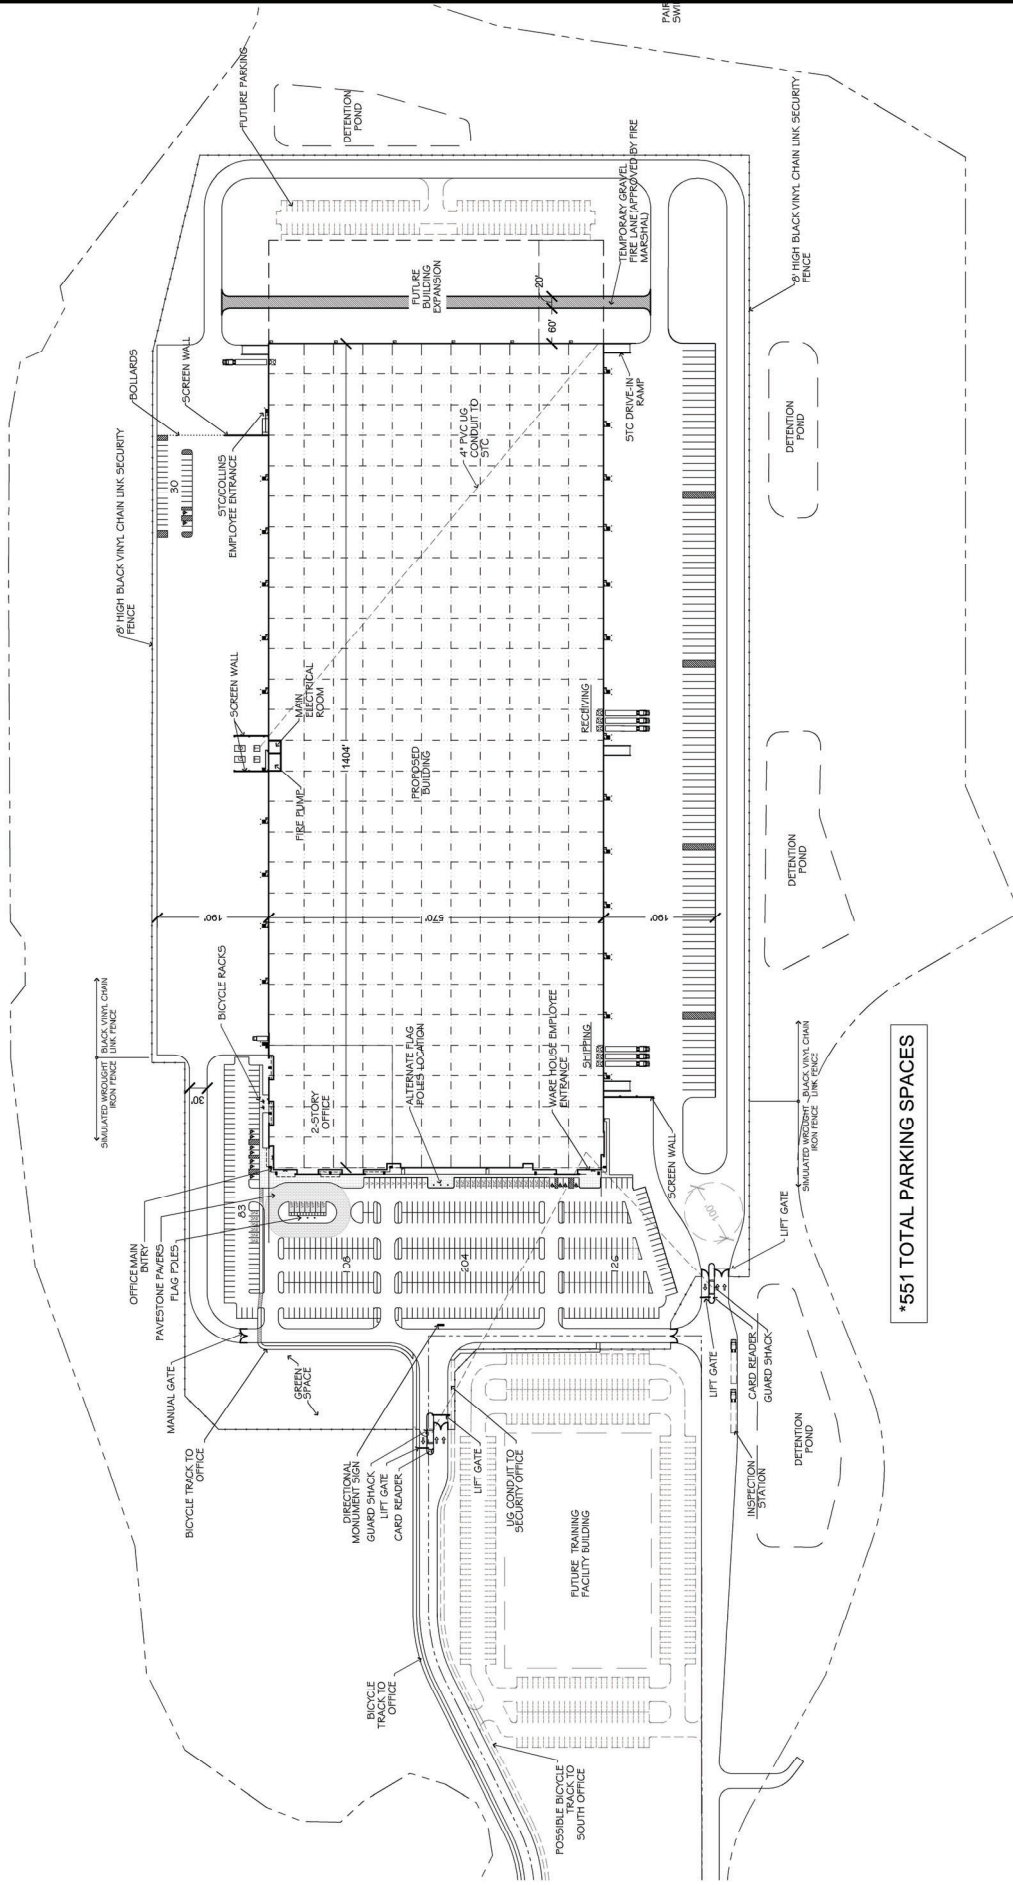 PAIR
SWI
FUTURE PARKING
DETENTION
POND
8' HIGH BLACK VINYL CHAIN LINK SECURITY
FENCE
TEMPORARY GRAVEL
FIRE LANE (APPROVED BY FIRE
MARSHAL)
FUTURE
BUILDING
EXPANSION
20'
60'
BOLLARDS
SCREEN WALL
8' HIGH BLACK VINYL CHAIN LINK SECURITY
FENCE
30
STC/COLLINS
EMPLOYEE ENTRANCE
4" PVC UG
CONDUIT TO
STC
STC DRIVE-IN
RAMP
DETENTION
POND
SCREEN WALL
MAIN
ELECTRICAL
ROOM
FIRE PUMP
1404'
PROPOSED
BUILDING
RECEIVING
DETENTION
POND
190'
570'
190'
SIMULATED WROUGHT
IRON FENCE
BLACK VINYL CHAIN
LINK FENCE
BICYCLE RACKS
30'
2-STORY
OFFICE
ALTERNATE FLAG
POLES LOCATION
WARE HOUSE EMPLOYEE
ENTRANCE
SHIPPING
SCREEN WALL
SIMULATED WROUGHT
IRON FENCE
BLACK VINYL CHAIN
LINK FENCE
*551 TOTAL PARKING SPACES
OFFICE MAIN
ENTRY
PAVESTONE PAVERS
FLAG POLES
83
108
204
126
100'
LIFT GATE
MANUAL GATE
BICYCLE TRACK TO
OFFICE
GREEN
SPACE
DIRECTIONAL
MONUMENT SIGN
GUARD SHACK
LIFT GATE
CARD READER
LIFT GATE
UG CONDUIT TO
SECURITY OFFICE
LIFT GATE
CARD READER
GUARD SHACK
INSPECTION
STATION
DETENTION
POND
FUTURE TRAINING
FACILITY BUILDING
BICYCLE
TRACK TO
OFFICE
POSSIBLE BICYCLE
TRACK TO
SOUTH OFFICE